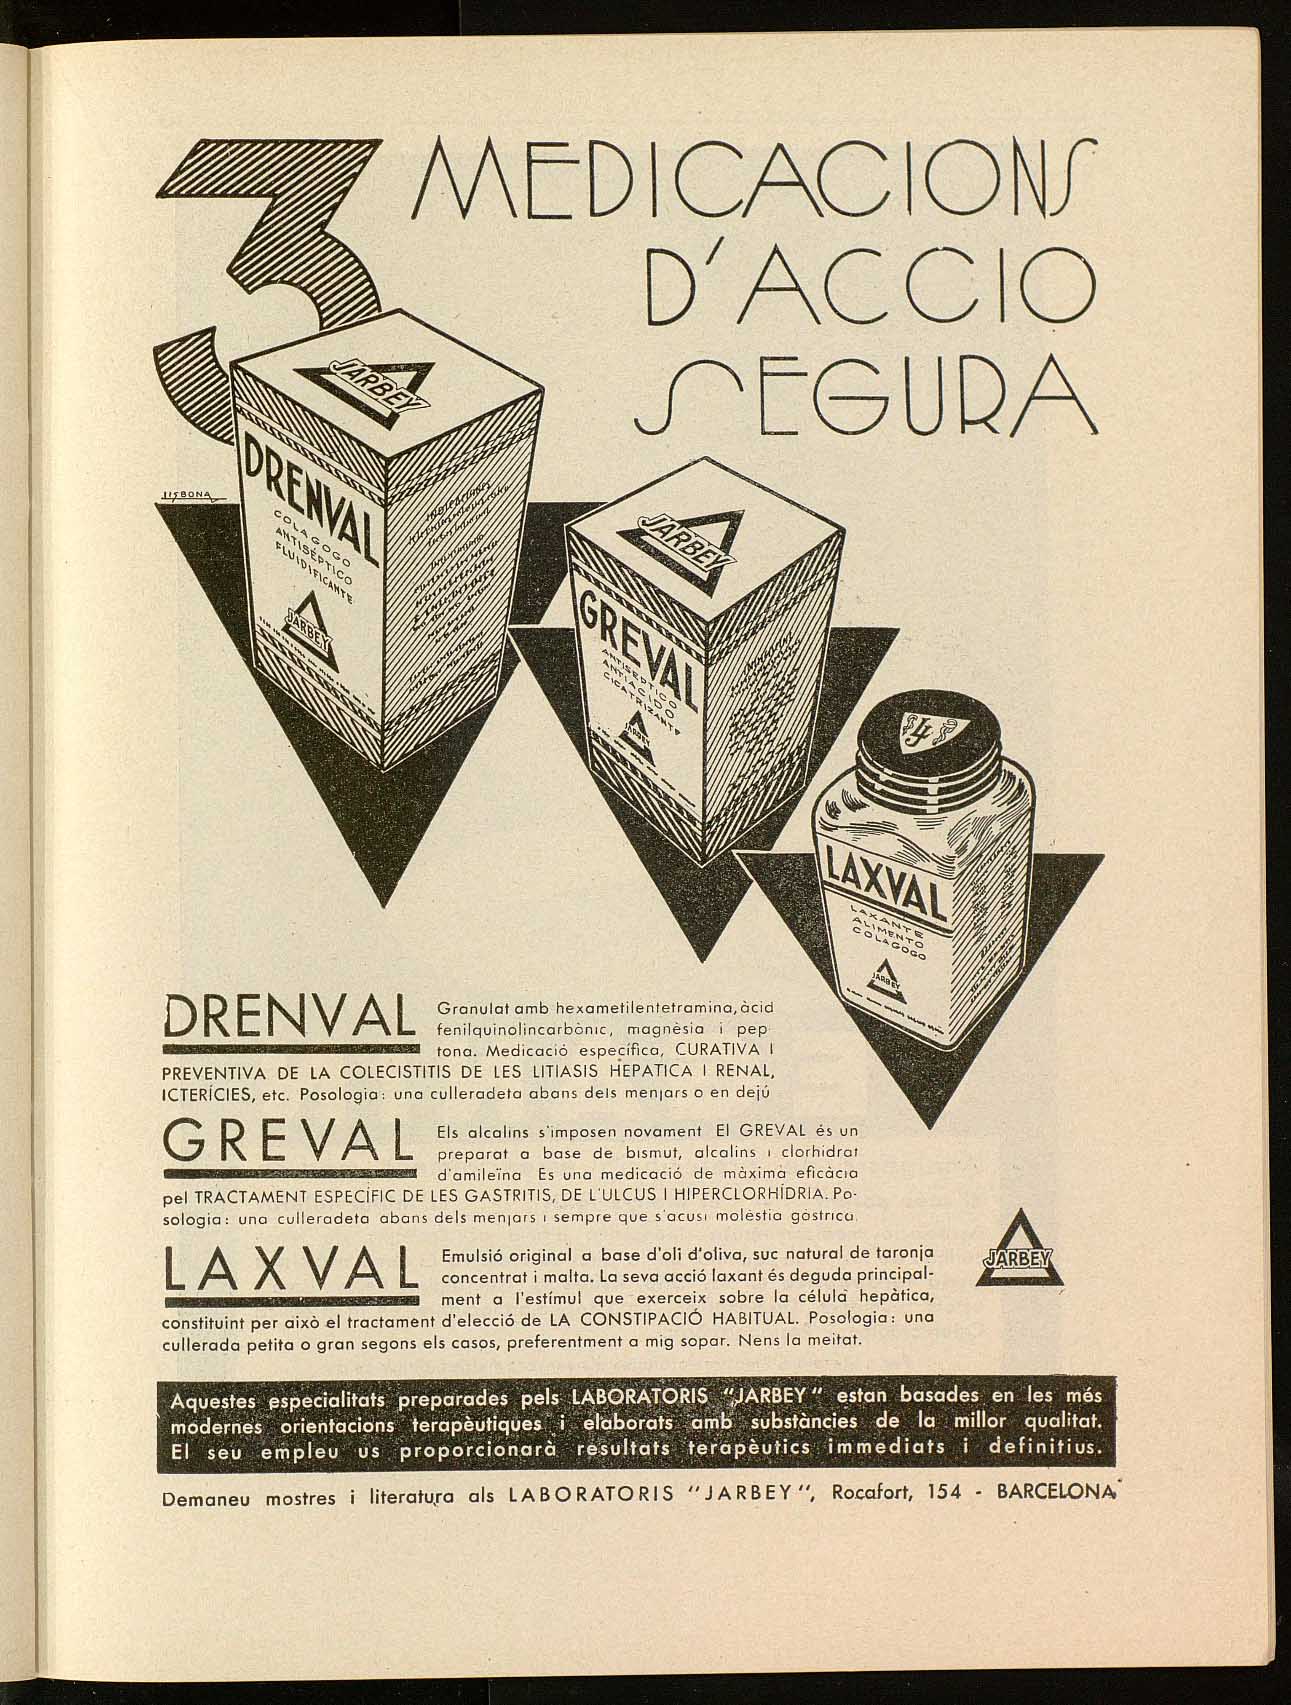 3 MEDICACIONS
D'ACCIO
SEGURA
JARBEY
DRENVAL
COLAGOGO
ANTISÉPTICO
FLUIDIFICANTE
JARBEY
LISBONA
JARBEY
GREVAL
ANTISEPTICO
ANTIACIDO
CICATRIZANTE
JARBEY
LJ
LAXVAL
LAXANTE
ALIMENTO
COLAGOGO
JARBEY
DRENVAL
Granulat amb hexametilentetramina, àcid
fenilquinolincarbònic, magnèsia i pep
tona. Medicació específica, CURATIVA I
PREVENTIVA DE LA COLECISTITIS DE LES LITIASIS HEPATICA I RENAL,
ICTERÍCIES, etc. Posologia: una culleradeta abans dels menjars o en dejú
GREVAL
Els alcalins s'imposen novament El GREVAL és un
preparat a base de bismut, alcalins i clorhidrat
d'amileïna Es una medicació de màxima eficàcia
pel TRACTAMENT ESPECÍFIC DE LES GASTRITIS, DE L'ULCUS I HIPERCLORHÍDRIA. Po-
sologia: una culleradeta abans dels menjars i sempre que s'acusi molèstia gàstrica.
LAXVAL
Emulsió original a base d'oli d'oliva, suc natural de taronja
concentrat i malta. La seva acció laxant és deguda principal-
ment a l'estímul que exerceix sobre la célula hepàtica,
constituint per això el tractament d'elecció de LA CONSTIPACIÓ HABITUAL. Posologia: una
cullerada petita o gran segons els casos, preferentment a mig sopar. Nens la meitat.
JARBEY
Aquestes especialitats preparades pels LABORATORIS "JARBEY" estan basades en les més
modernes orientacions terapèutiques i elaborats amb substàncies de la millor qualitat.
El seu empleu us proporcionarà resultats terapèutics immediats i definitius.
Demaneu mostres i literatura als LABORATORIS "JARBEY", Rocafort, 154 - BARCELONA